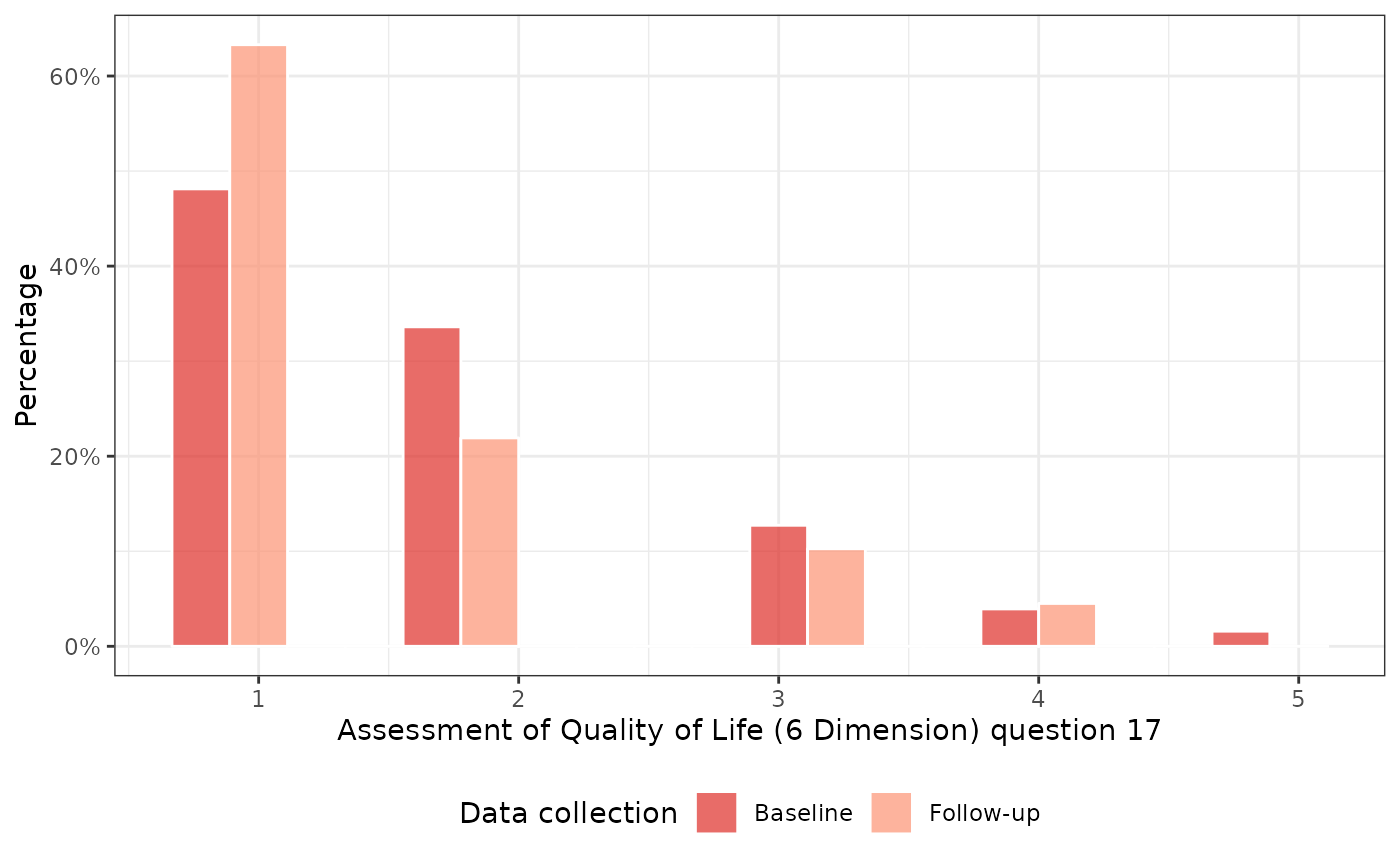 Percentage
60%
40%
20%
0%
1 2 3 4 5
Assessment of Quality of Life (6 Dimension) question 17
Data collection Baseline Follow-up